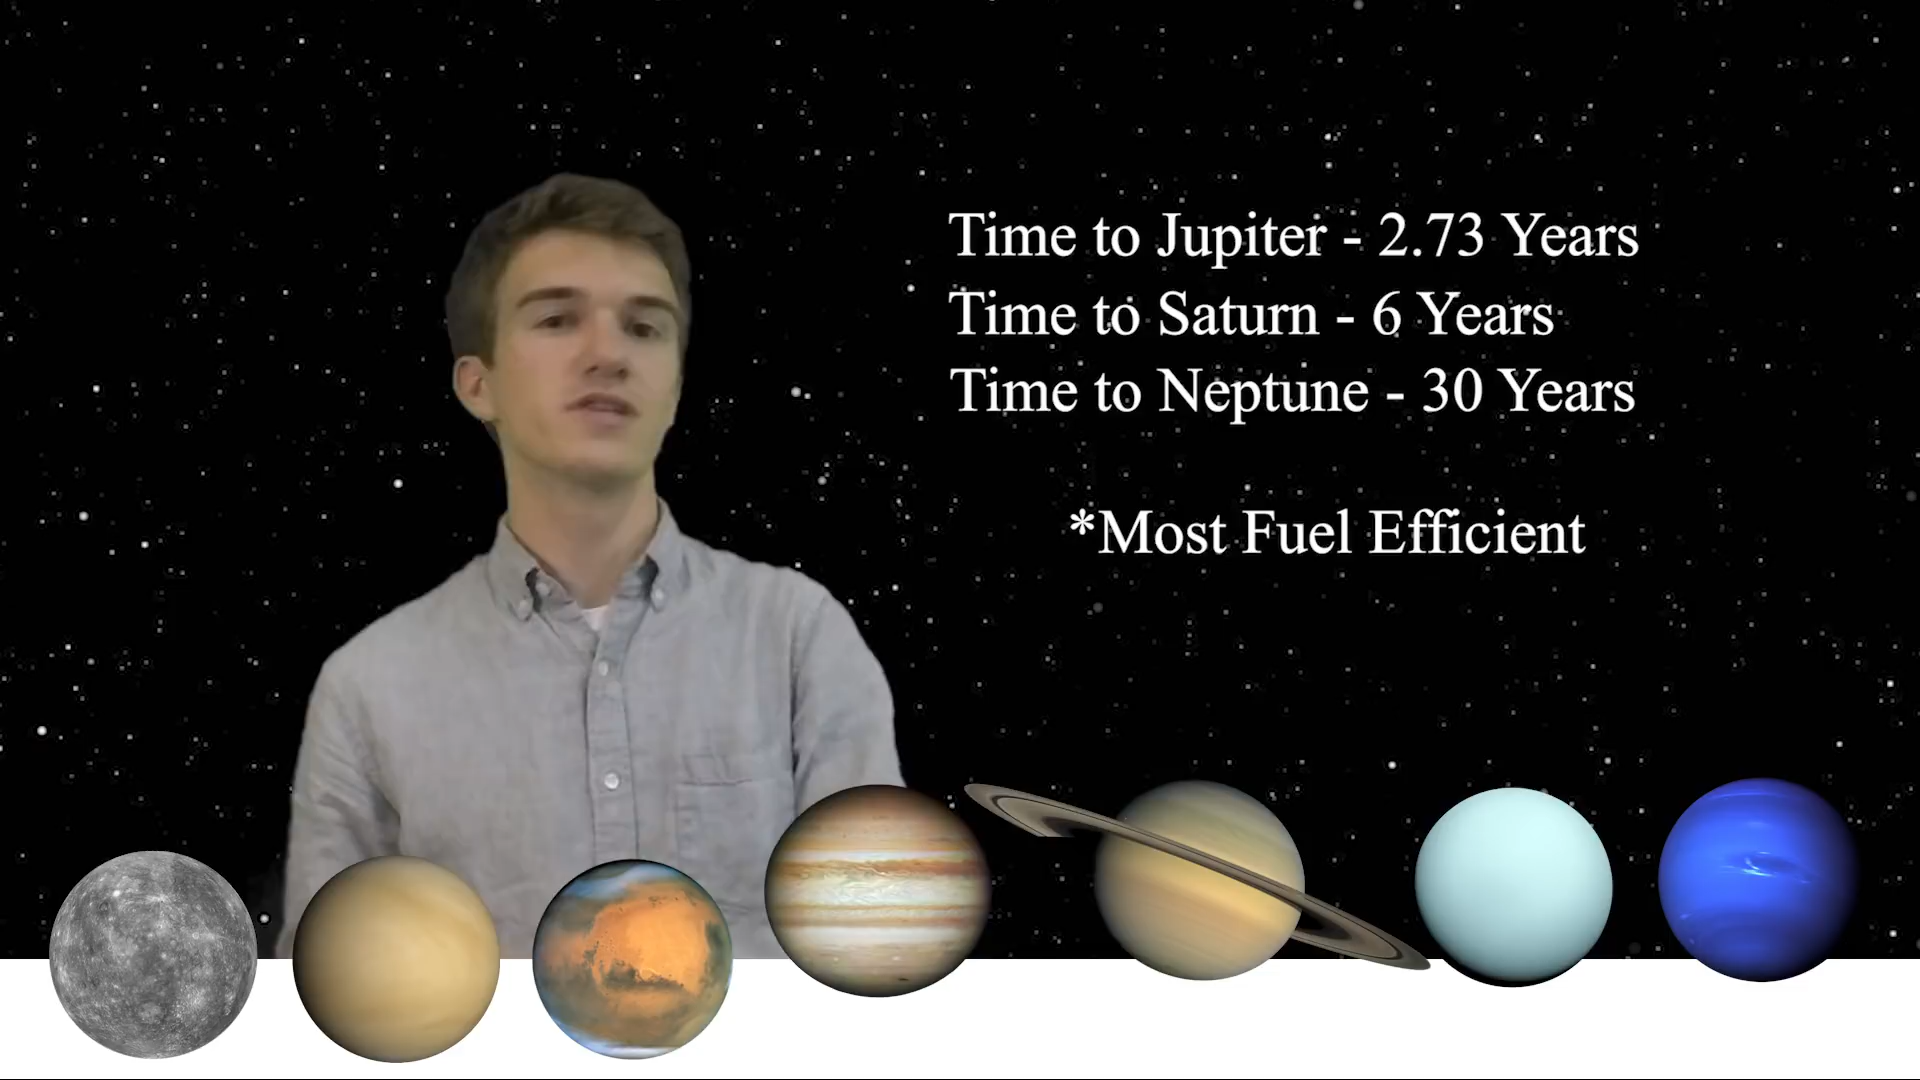 Time to Jupiter - 2.73 Years
Time to Saturn - 6 Years
Time to Neptune - 30 Years
*Most Fuel Efficient